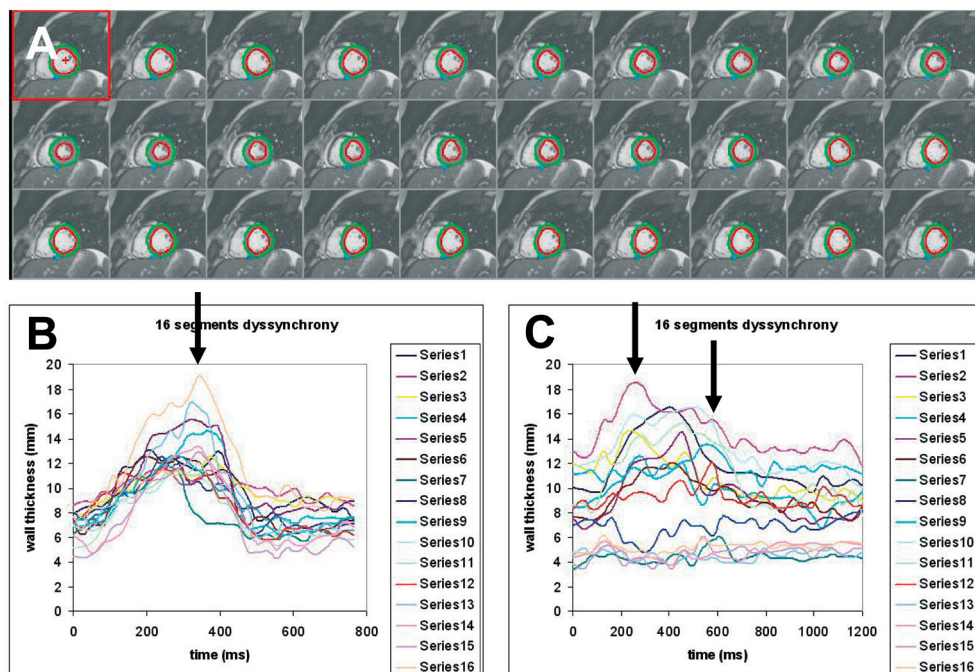 A
B
16 segments dyssynchrony
wall thickness (mm)
20
18
16
14
12
10
8
6
4
2
0
0 200 400 600 800
time (ms)
Series1
Series2
Series3
Series4
Series5
Series6
Series7
Series8
Series9
Series10
Series11
Series12
Series13
Series14
Series15
Series16
C
16 segments dyssynchrony
wall thickness (mm)
20
18
16
14
12
10
8
6
4
2
0
0 200 400 600 800 1000 1200
time (ms)
Series1
Series2
Series3
Series4
Series5
Series6
Series7
Series8
Series9
Series10
Series11
Series12
Series13
Series14
Series15
Series16